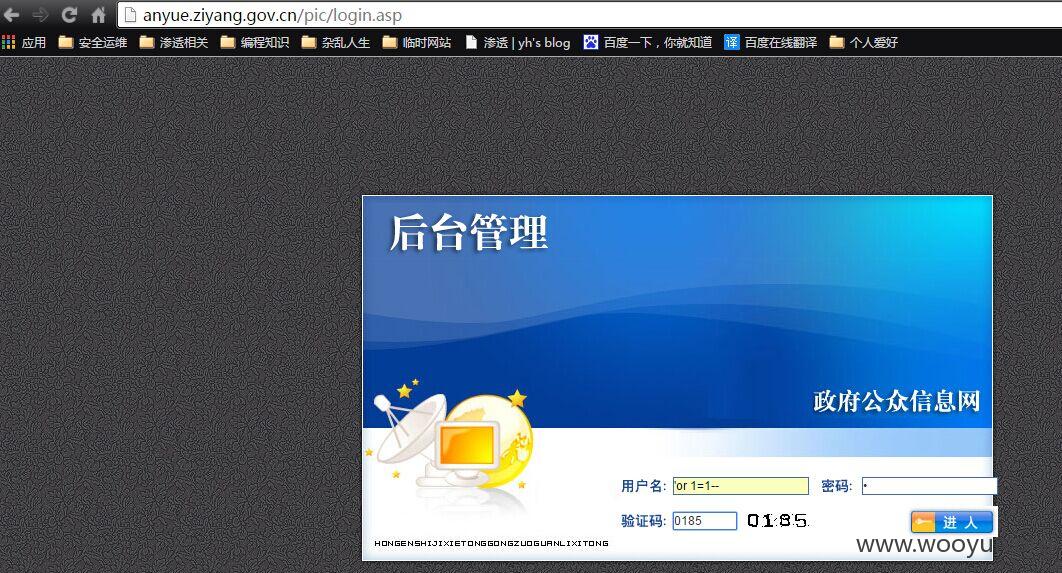 anyue.ziyang.gov.cn/pic/login.asp
应用 安全运维 渗透相关 编程知识 杂乱人生 临时网站 渗透 | yh's blog 百度一下，你就知道 译 百度在线翻译 个人爱好
后台管理
政府公众信息网
用户名: 'or 1=1-- 密码: •
验证码: 0185 0185 进 入
HONGENSHIJIXIETONGGONGZUOGUANLIXITONG
www.wooyu